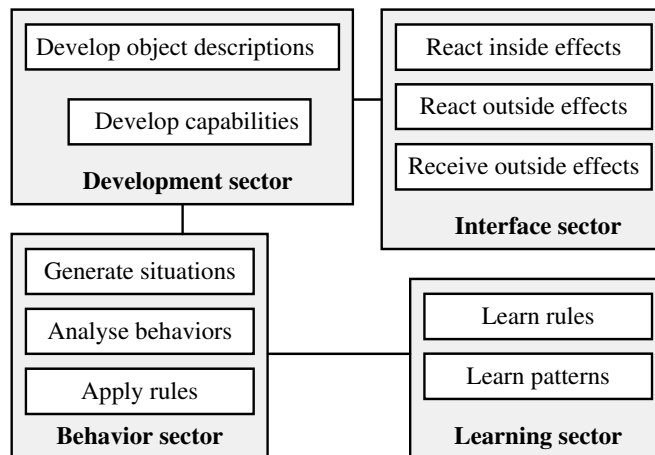 Develop object descriptions
Develop capabilities
Development sector
React inside effects
React outside effects
Receive outside effects
Interface sector
Generate situations
Analyse behaviors
Apply rules
Behavior sector
Learn rules
Learn patterns
Learning sector